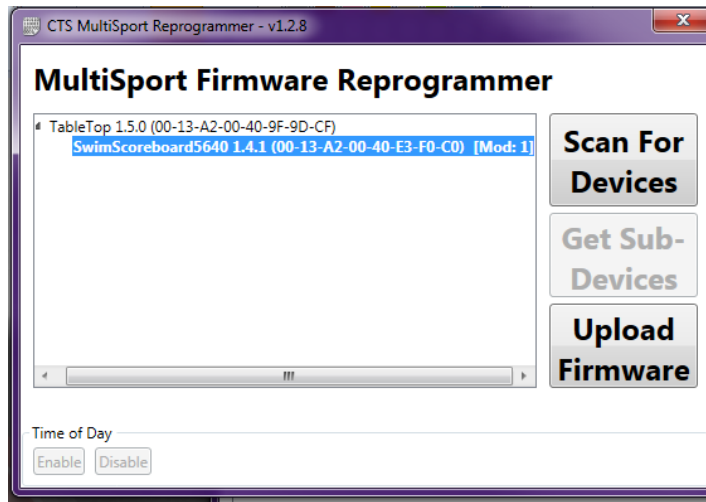 CTS MultiSport Reprogrammer - v1.2.8
MultiSport Firmware Reprogrammer
TableTop 1.5.0 (00-13-A2-00-40-9F-9D-CF)
SwimScoreboard5640 1.4.1 (00-13-A2-00-40-E3-F0-C0) [Mod: 1]
Scan For
Devices
Get Sub-
Devices
Upload
Firmware
Time of Day
Enable Disable